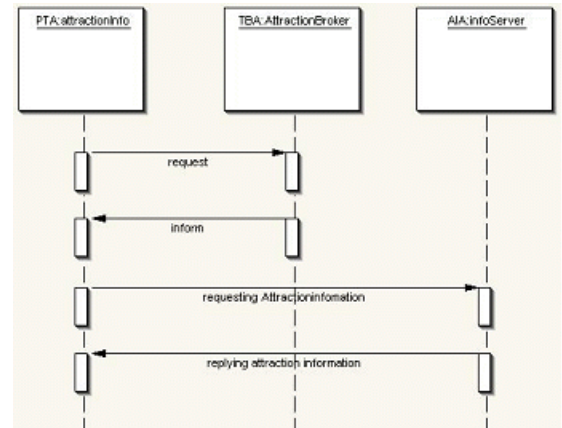 PTA:attractionInfo
TBA:AttractionBroker
AIA:infoServer
request
inform
requesting Attractioninfomation
replying attraction information